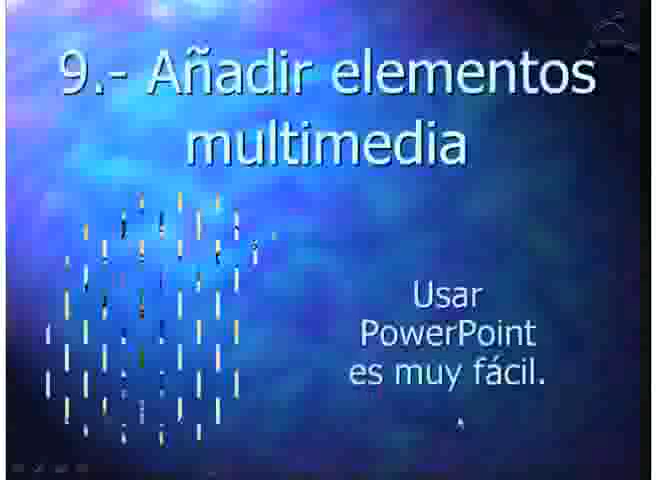 9.- Añadir elementos
multimedia
Usar
PowerPoint
es muy fácil.